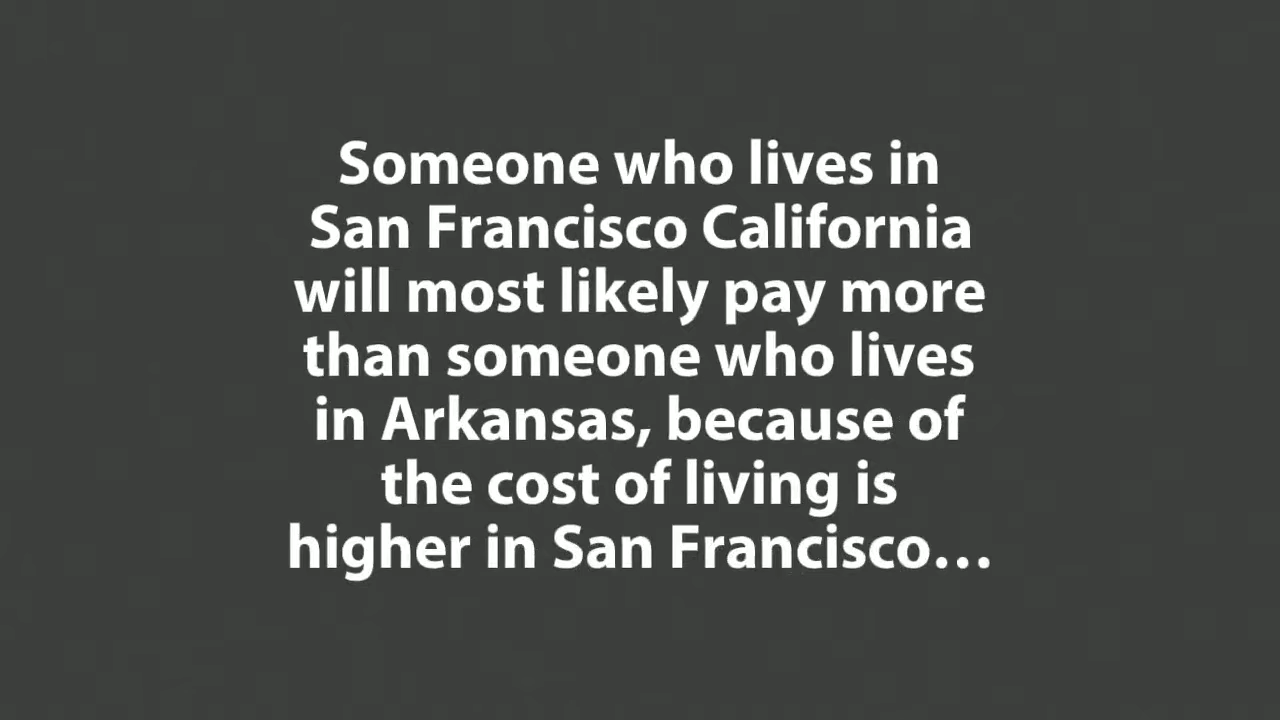 Someone who lives in
San Francisco California
will most likely pay more
than someone who lives
in Arkansas, because of
the cost of living is
higher in San Francisco…